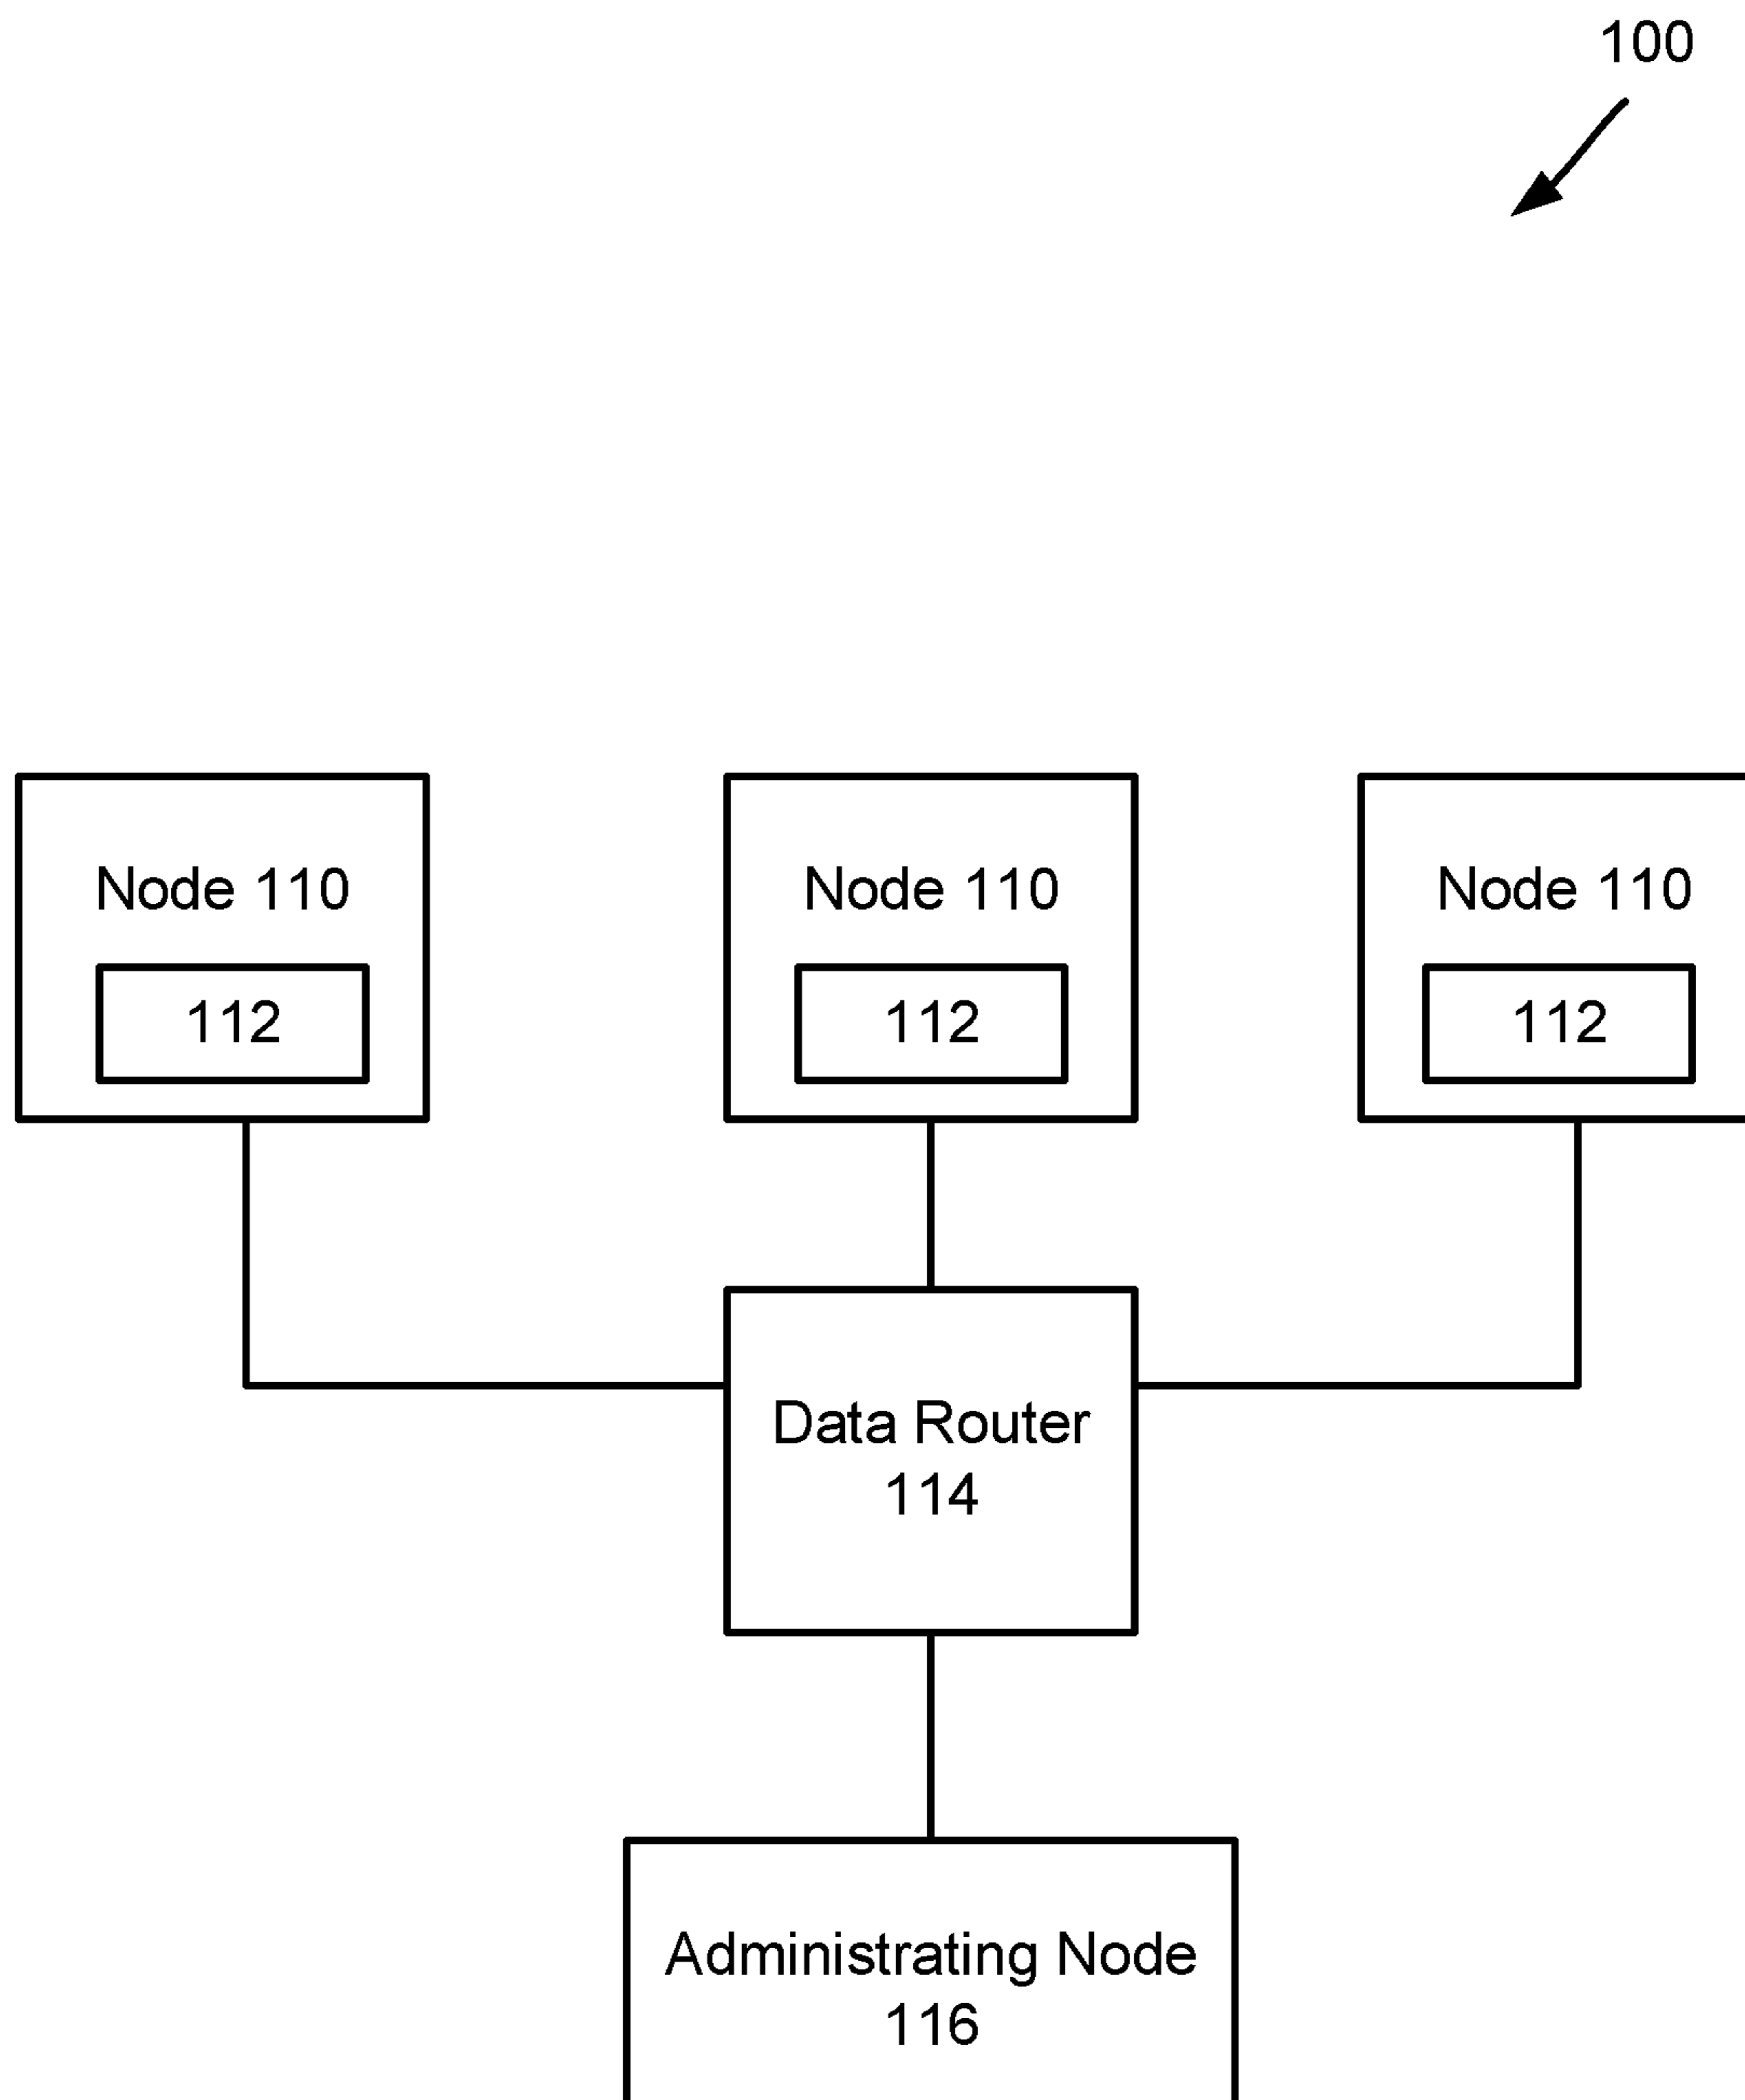 100
Node 110
Node 110
Node 110
112
112
112
Data Router
114
Administrating Node
116